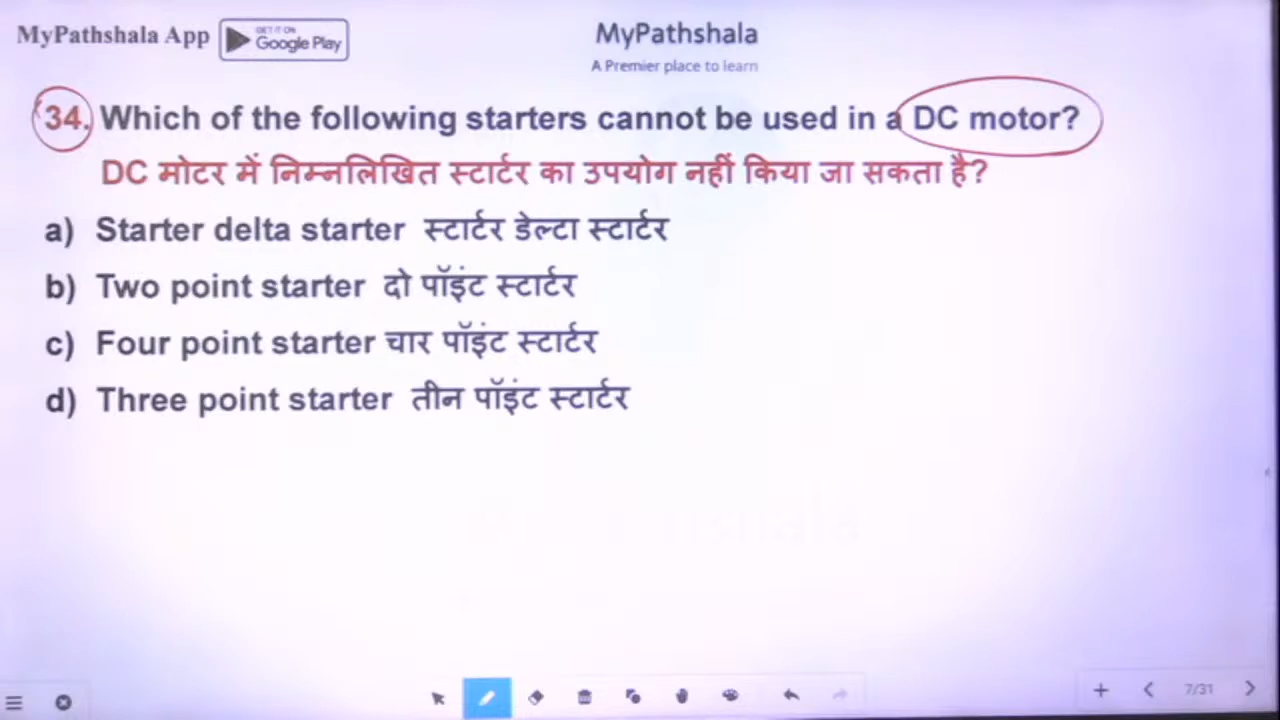 MyPathshala App
GET IT ON
Google Play
MyPathshala
A Premier place to learn
34. Which of the following starters cannot be used in a DC motor?
DC मोटर में निम्नलिखित स्टार्टर का उपयोग नहीं किया जा सकता है?
a) Starter delta starter स्टार्टर डेल्टा स्टार्टर
b) Two point starter दो पॉइंट स्टार्टर
c) Four point starter चार पॉइंट स्टार्टर
d) Three point starter तीन पॉइंट स्टार्टर
7/31